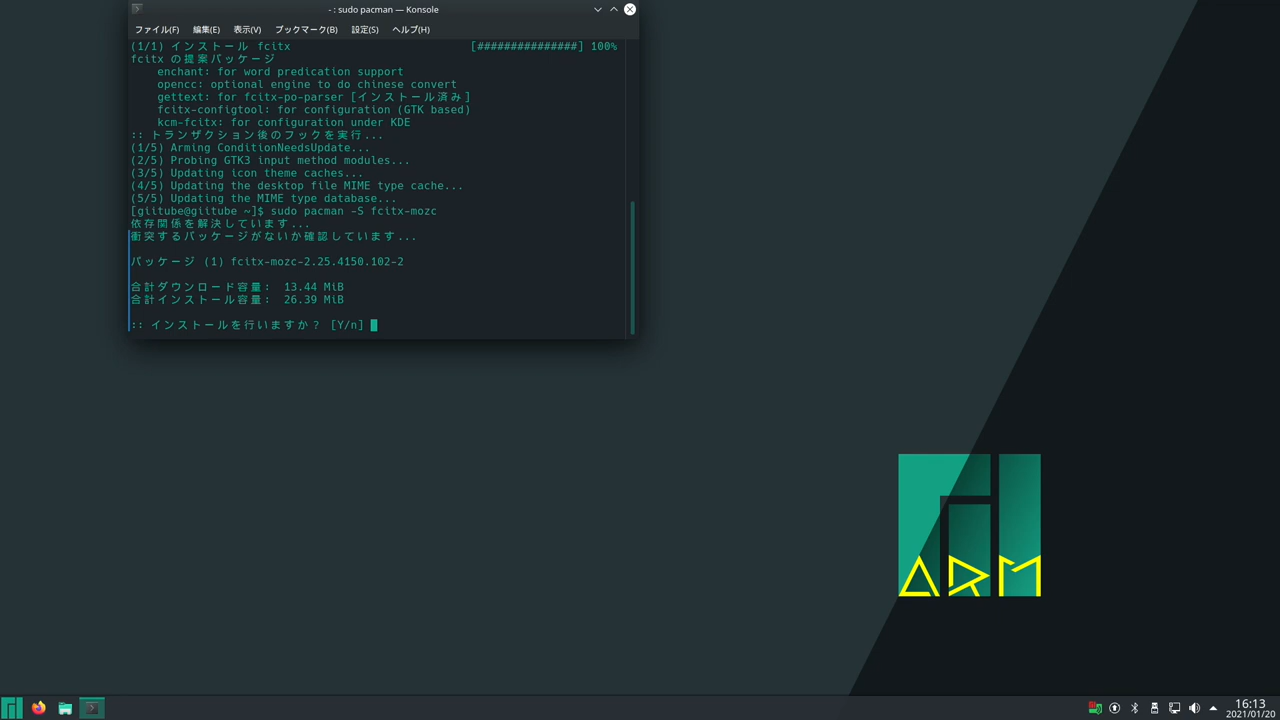 - : sudo pacman — Konsole
ファイル(F) 編集(E) 表示(V) ブックマーク(B) 設定(S) ヘルプ(H)
(1/1) インストール fcitx [###############] 100%
fcitx の提案パッケージ
enchant: for word predication support
opencc: optional engine to do chinese convert
gettext: for fcitx-po-parser [インストール済み]
fcitx-configtool: for configuration (GTK based)
kcm-fcitx: for configuration under KDE
:: トランザクション後のフックを実行...
(1/5) Arming ConditionNeedsUpdate...
(2/5) Probing GTK3 input method modules...
(3/5) Updating icon theme caches...
(4/5) Updating the desktop file MIME type cache...
(5/5) Updating the MIME type database...
[giitube@giitube ~]$ sudo pacman -S fcitx-mozc
依存関係を解決しています...
衝突するパッケージがないか確認しています...
パッケージ (1) fcitx-mozc-2.25.4150.102-2
合計ダウンロード容量: 13.44 MiB
合計インストール容量: 26.39 MiB
:: インストールを行いますか？ [Y/n]
ARM
16:13
2021/01/20